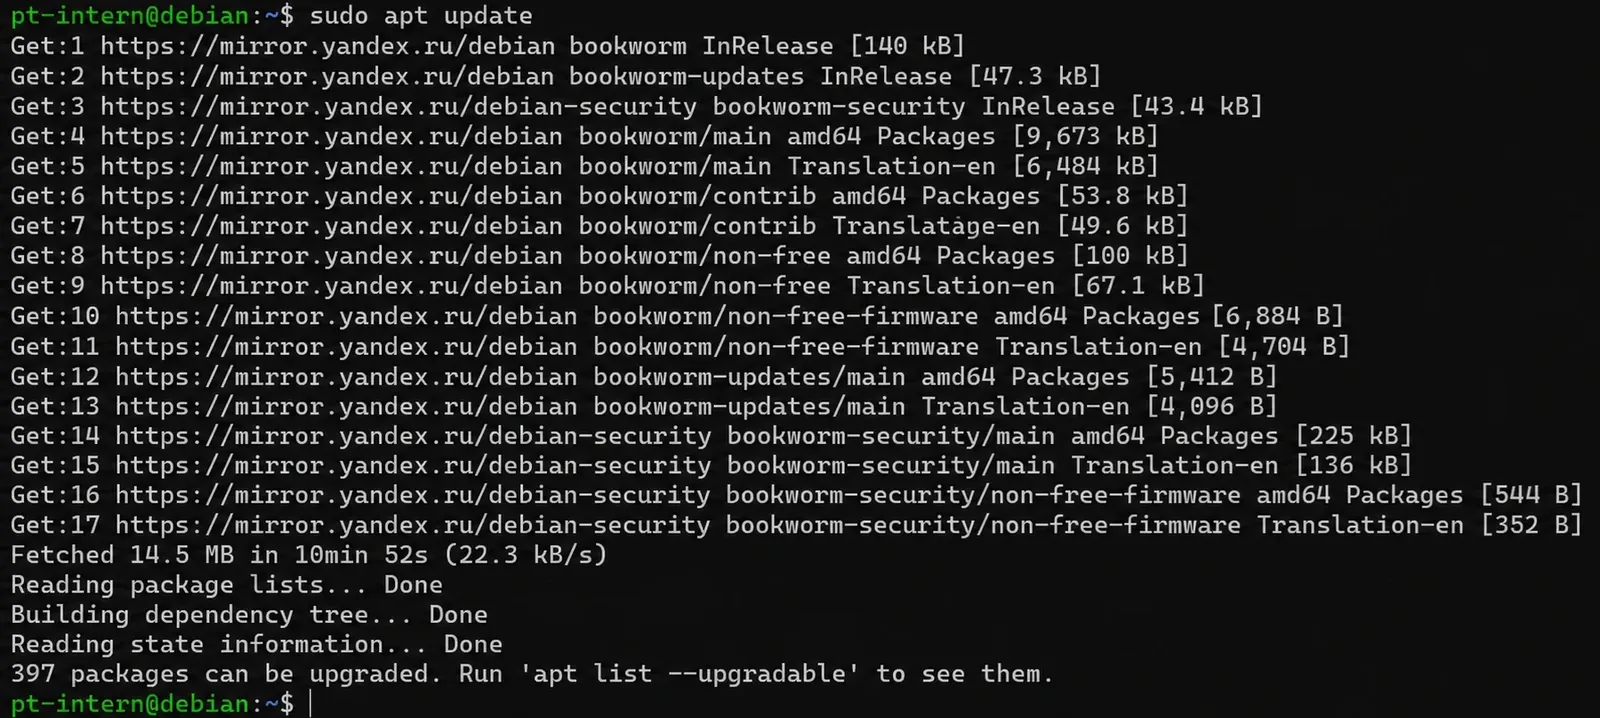 pt-intern@debian:~$ sudo apt update
Get:1 https://mirror.yandex.ru/debian bookworm InRelease [140 kB]
Get:2 https://mirror.yandex.ru/debian bookworm-updates InRelease [47.3 kB]
Get:3 https://mirror.yandex.ru/debian-security bookworm-security InRelease [43.4 kB]
Get:4 https://mirror.yandex.ru/debian bookworm/main amd64 Packages [9,673 kB]
Get:5 https://mirror.yandex.ru/debian bookworm/main Translation-en [6,484 kB]
Get:6 https://mirror.yandex.ru/debian bookworm/contrib amd64 Packages [53.8 kB]
Get:7 https://mirror.yandex.ru/debian bookworm/contrib Translatage-en [49.6 kB]
Get:8 https://mirror.yandex.ru/debian bookworm/non-free amd64 Packages [100 kB]
Get:9 https://mirror.yandex.ru/debian bookworm/non-free Translation-en [67.1 kB]
Get:10 https://mirror.yandex.ru/debian bookworm/non-free-firmware amd64 Packages [6,884 B]
Get:11 https://mirror.yandex.ru/debian bookworm/non-free-firmware Translation-en [4,704 B]
Get:12 https://mirror.yandex.ru/debian bookworm-updates/main amd64 Packages [5,412 B]
Get:13 https://mirror.yandex.ru/debian bookworm-updates/main Translation-en [4,096 B]
Get:14 https://mirror.yandex.ru/debian-security bookworm-security/main amd64 Packages [225 kB]
Get:15 https://mirror.yandex.ru/debian-security bookworm-security/main Translation-en [136 kB]
Get:16 https://mirror.yandex.ru/debian-security bookworm-security/non-free-firmware amd64 Packages [544 B]
Get:17 https://mirror.yandex.ru/debian-security bookworm-security/non-free-firmware Translation-en [352 B]
Fetched 14.5 MB in 10min 52s (22.3 kB/s)
Reading package lists... Done
Building dependency tree... Done
Reading state information... Done
397 packages can be upgraded. Run 'apt list --upgradable' to see them.
pt-intern@debian:~$